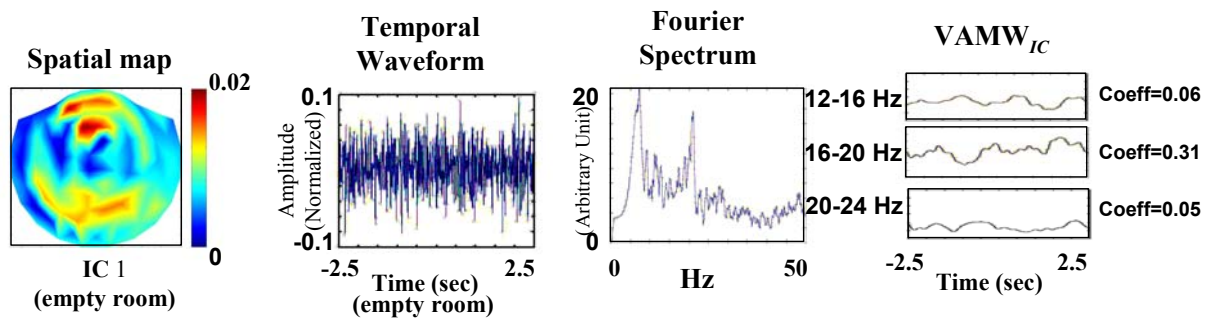 Spatial map
0.02
0
IC 1
(empty room)
Temporal
Waveform
Amplitude
(Normalized)
0.1
-0.1
-2.5
2.5
Time (sec)
(empty room)
Fourier
Spectrum
(Arbitrary Unit)
20
0
0
50
Hz
VAMW_IC
12-16 Hz
Coeff=0.06
16-20 Hz
Coeff=0.31
20-24 Hz
Coeff=0.05
-2.5
2.5
Time (sec)